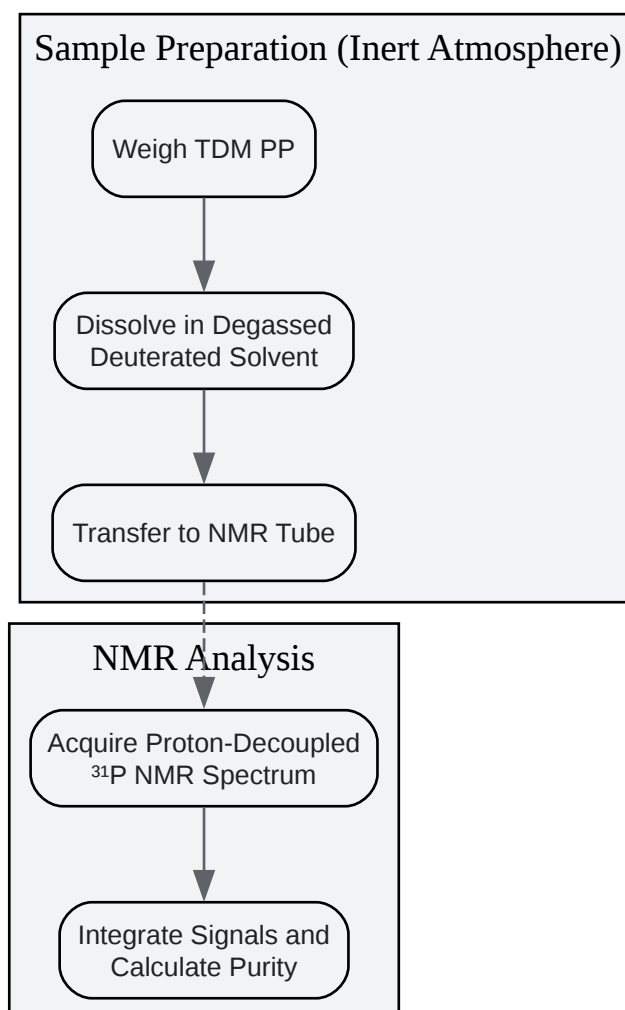 Sample Preparation (Inert Atmosphere)
Weigh TDM PP
Dissolve in Degassed
Deuterated Solvent
Transfer to NMR Tube
NMR Analysis
Acquire Proton-Decoupled
³¹P NMR Spectrum
Integrate Signals and
Calculate Purity